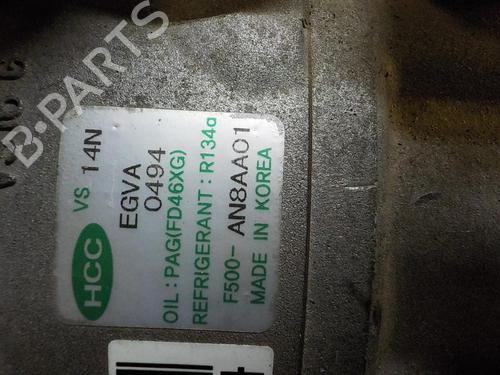 B-PARTS
HCC
VS 14N
EGVA
0494
OIL : PAG(FD46XG)
REFRIGERANT : R134a
F500- AN8AA01
MADE IN KOREA